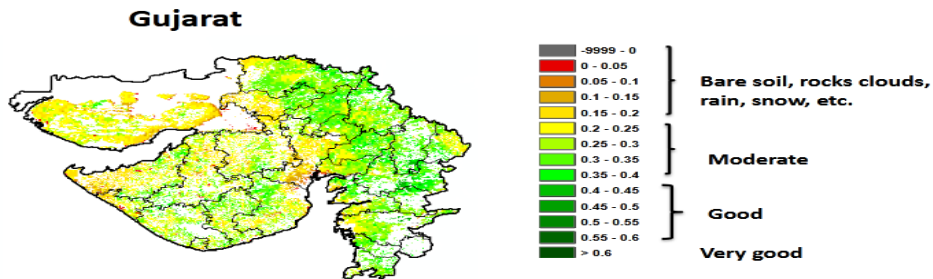 Gujarat
-9999 - 0
0 - 0.05
0.05 - 0.1
0.1 - 0.15
0.15 - 0.2
0.2 - 0.25
0.25 - 0.3
0.3 - 0.35
0.35 - 0.4
0.4 - 0.45
0.45 - 0.5
0.5 - 0.55
0.55 - 0.6
> 0.6
Bare soil, rocks clouds,
rain, snow, etc.
Moderate
Good
Very good